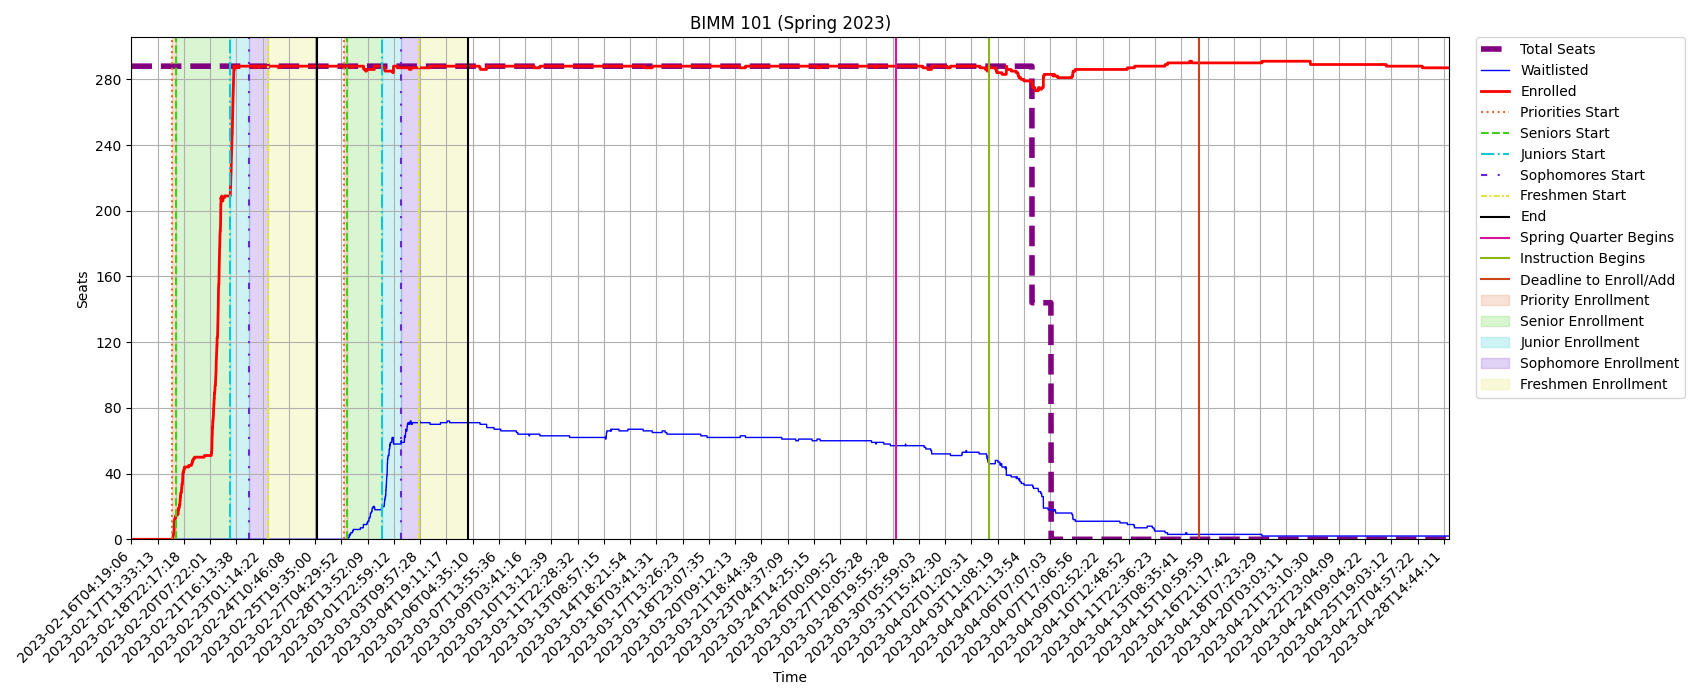 BIMM 101 (Spring 2023)
Seats
280
240
200
160
120
80
40
0
2023-02-16T04:19:06
2023-02-17T13:33:13
2023-02-18T22:17:18
2023-02-20T07:22:01
2023-02-21T16:13:38
2023-02-23T01:14:22
2023-02-24T10:46:08
2023-02-25T19:35:00
2023-02-27T04:29:52
2023-02-28T13:52:09
2023-03-01T22:59:12
2023-03-03T09:57:28
2023-03-04T19:11:17
2023-03-06T04:35:10
2023-03-07T13:55:36
2023-03-09T03:41:16
2023-03-10T13:12:39
2023-03-11T22:28:32
2023-03-13T08:57:15
2023-03-14T18:21:54
2023-03-16T03:41:31
2023-03-17T13:26:23
2023-03-18T23:07:35
2023-03-20T09:12:13
2023-03-21T18:44:38
2023-03-23T04:37:09
2023-03-24T14:25:15
2023-03-26T00:09:52
2023-03-27T10:05:28
2023-03-28T19:55:28
2023-03-30T05:59:03
2023-03-31T15:42:30
2023-04-02T01:20:31
2023-04-03T11:08:19
2023-04-04T21:13:54
2023-04-06T07:07:03
2023-04-07T17:06:56
2023-04-09T02:52:22
2023-04-10T12:48:52
2023-04-11T22:36:23
2023-04-13T08:35:41
2023-04-15T10:59:59
2023-04-16T21:17:42
2023-04-18T07:23:29
2023-04-20T03:03:11
2023-04-21T13:10:30
2023-04-22T23:04:09
2023-04-24T09:04:22
2023-04-25T19:03:12
2023-04-27T04:57:22
2023-04-28T14:44:11
Time
Total Seats
Waitlisted
Enrolled
Priorities Start
Seniors Start
Juniors Start
Sophomores Start
Freshmen Start
End
Spring Quarter Begins
Instruction Begins
Deadline to Enroll/Add
Priority Enrollment
Senior Enrollment
Junior Enrollment
Sophomore Enrollment
Freshmen Enrollment